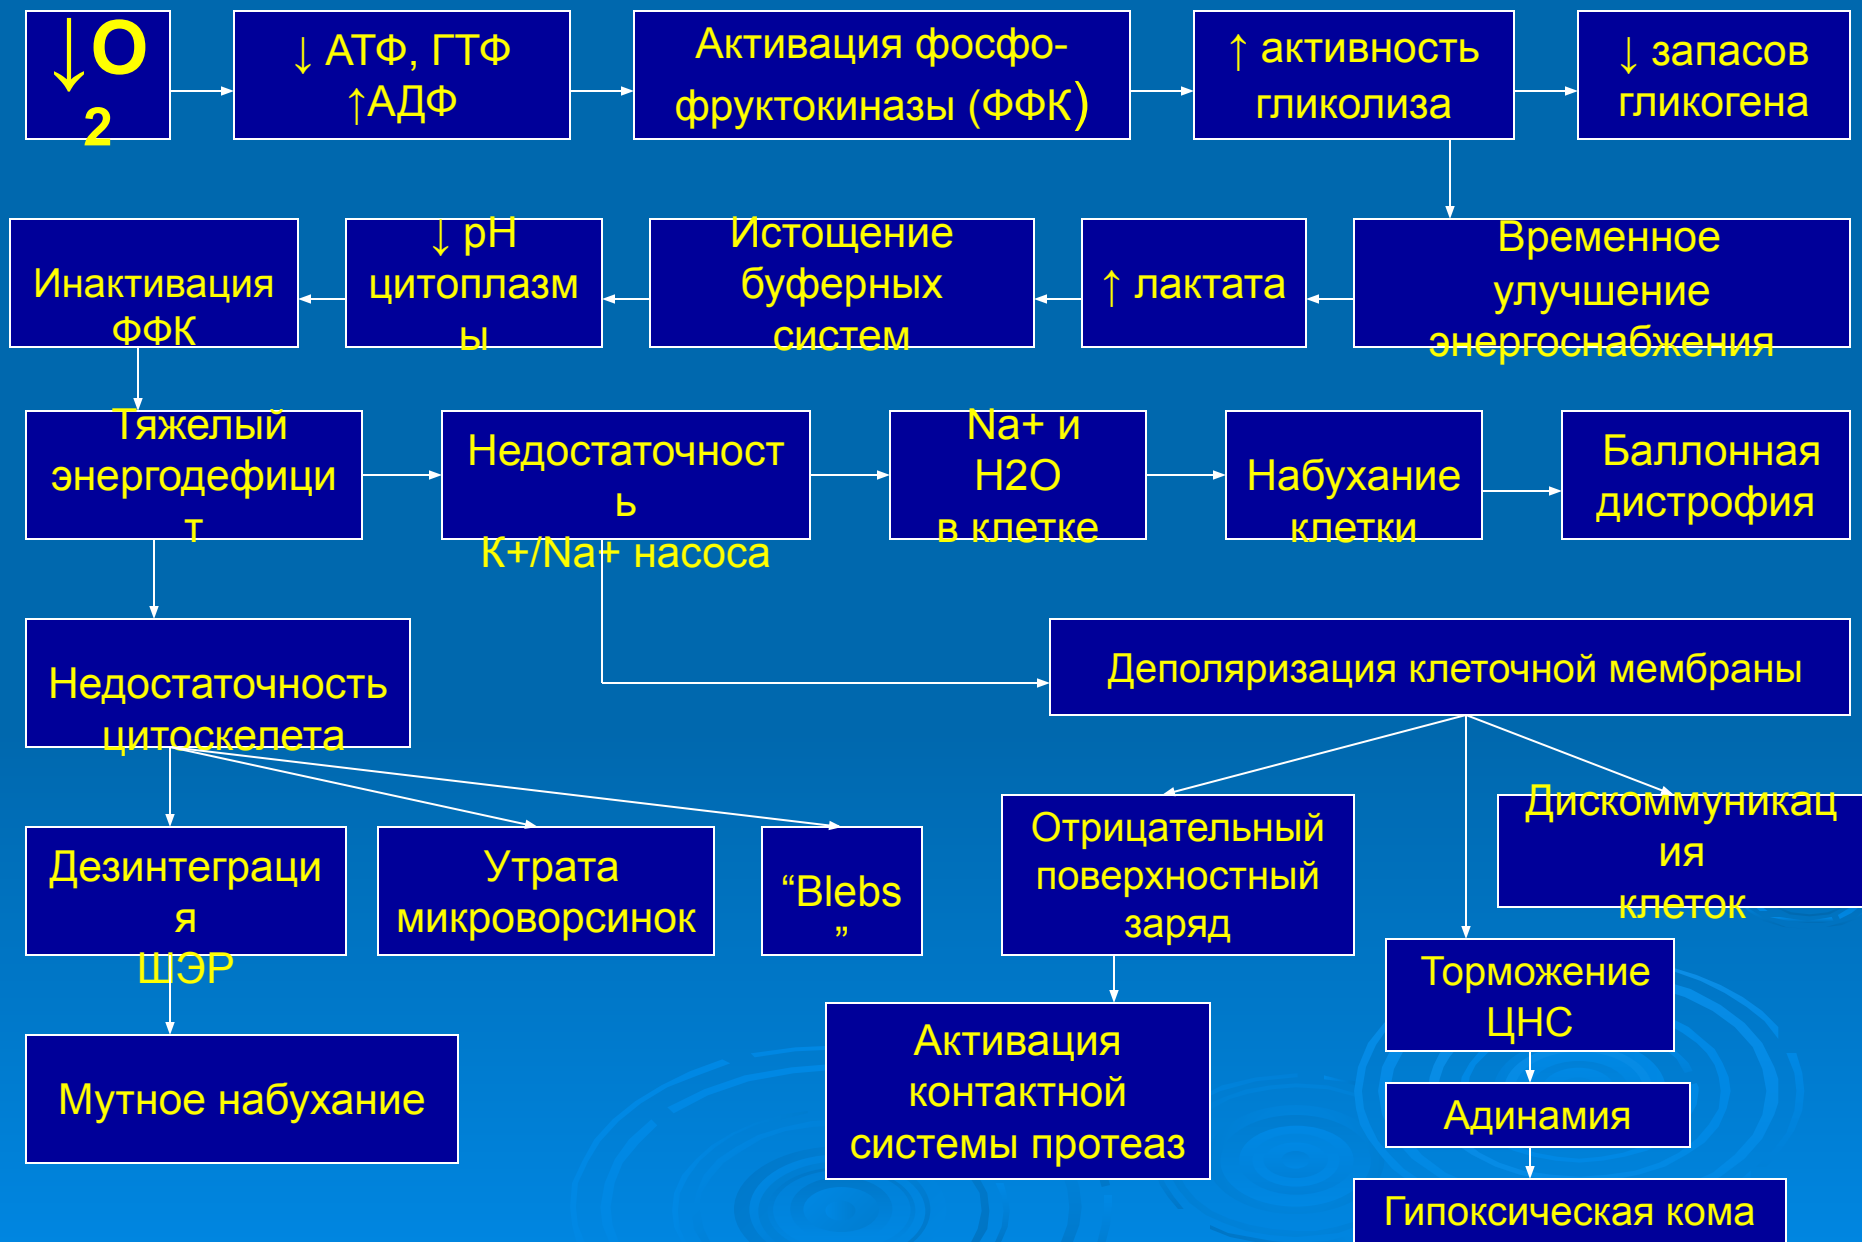 ↓O
2
↓ АТФ, ГТФ
↑АДФ
Активация фосфо-
фруктокиназы (ФФК)
↑ активность
гликолиза
↓ запасов
гликогена
Инактивация
ФФК
↓ рН
цитоплазм
ы
Истощение
буферных
систем
↑ лактата
Временное
улучшение
энергоснабжения
Тяжелый
энергодефици
т
Недостаточност
ь
К+/Na+ насоса
Na+ и
H2O
в клетке
Набухание
клетки
Баллонная
дистрофия
Недостаточность
цитоскелета
Деполяризация клеточной мембраны
Дезинтеграци
я
ШЭР
Утрата
микроворсинок
“Blebs
”
Отрицательный
поверхностный
заряд
Дискоммуникац
ия
клеток
Торможение
ЦНС
Мутное набухание
Активация
контактной
системы протеаз
Адинамия
Гипоксическая кома